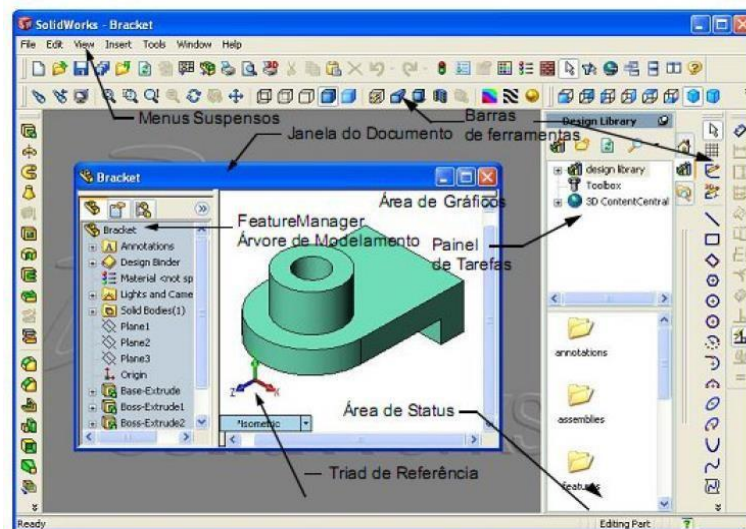 SolidWorks - Bracket
File Edit View Insert Tools Window Help
Menus Suspensos
Janela do Documento
Barras
de ferramentas
Design Library
Bracket
Área de Gráficos
design library
Toolbox
3D ContentCentral
FeatureManager
Árvore de Modelamento
Painel
de Tarefas
Bracket
Annotations
Design Binder
Material <not sp
Lights and Came
Solid Bodies(1)
Plane1
Plane2
Plane3
Origin
Base-Extrude
Boss-Extrude1
Boss-Extrude2
Z X
*Isometric
annotations
Área de Status
assemblies
features
Triad de Referência
Ready
Editing Part